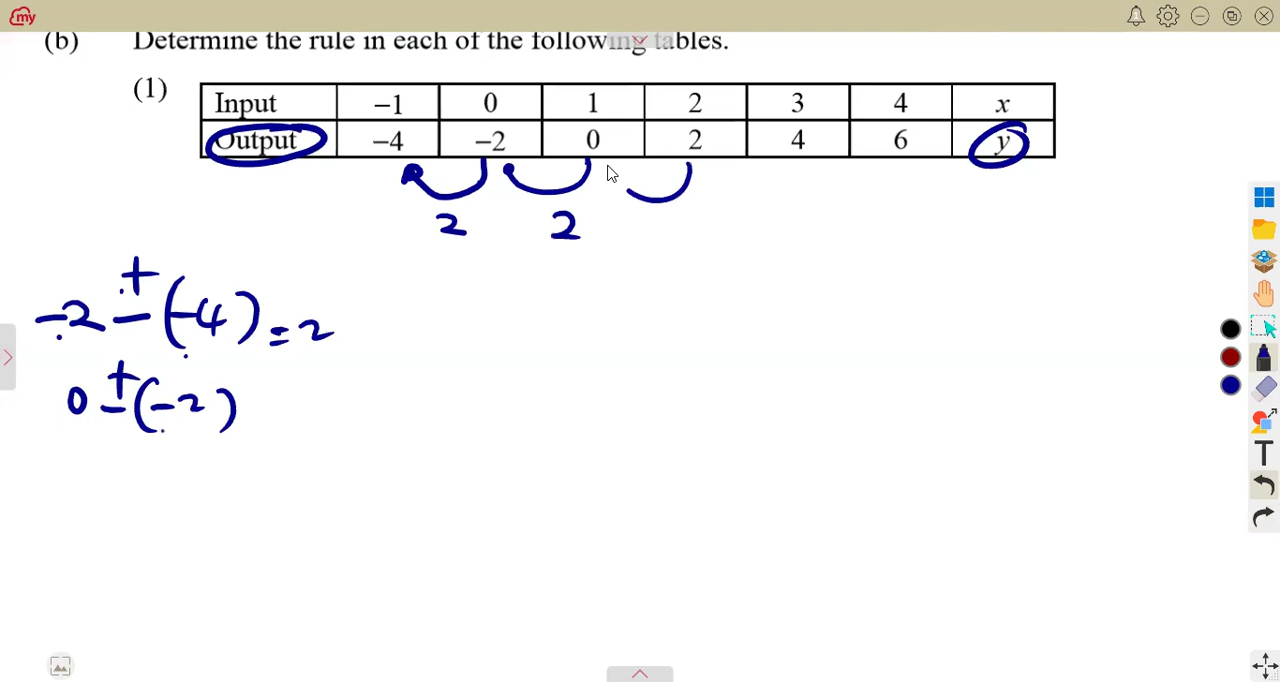 my
(b) Determine the rule in each of the following tables.
(1)
Input −1 0 1 2 3 4 x
Output −4 −2 0 2 4 6 y
2 2
+
−2 − (−4) = 2
+
0 − (−2)
T